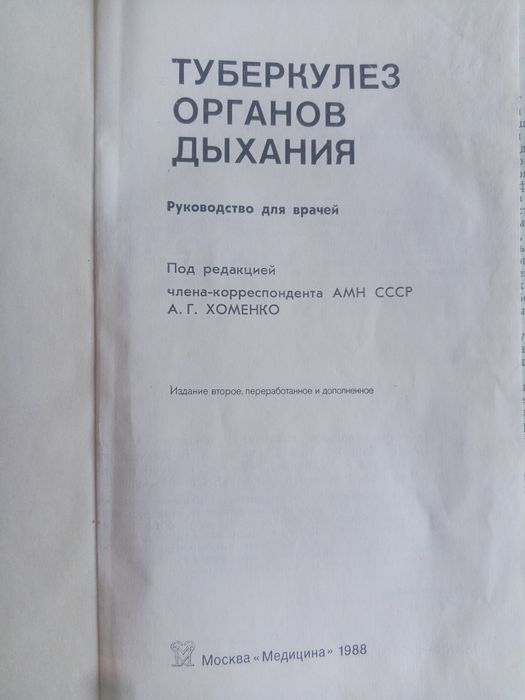 ТУБЕРКУЛЕЗ
ОРГАНОВ
ДЫХАНИЯ
Руководство для врачей
Под редакцией
члена-корреспондента АМН СССР
А. Г. ХОМЕНКО
Издание второе, переработанное и дополненное
Москва «Медицина» 1988